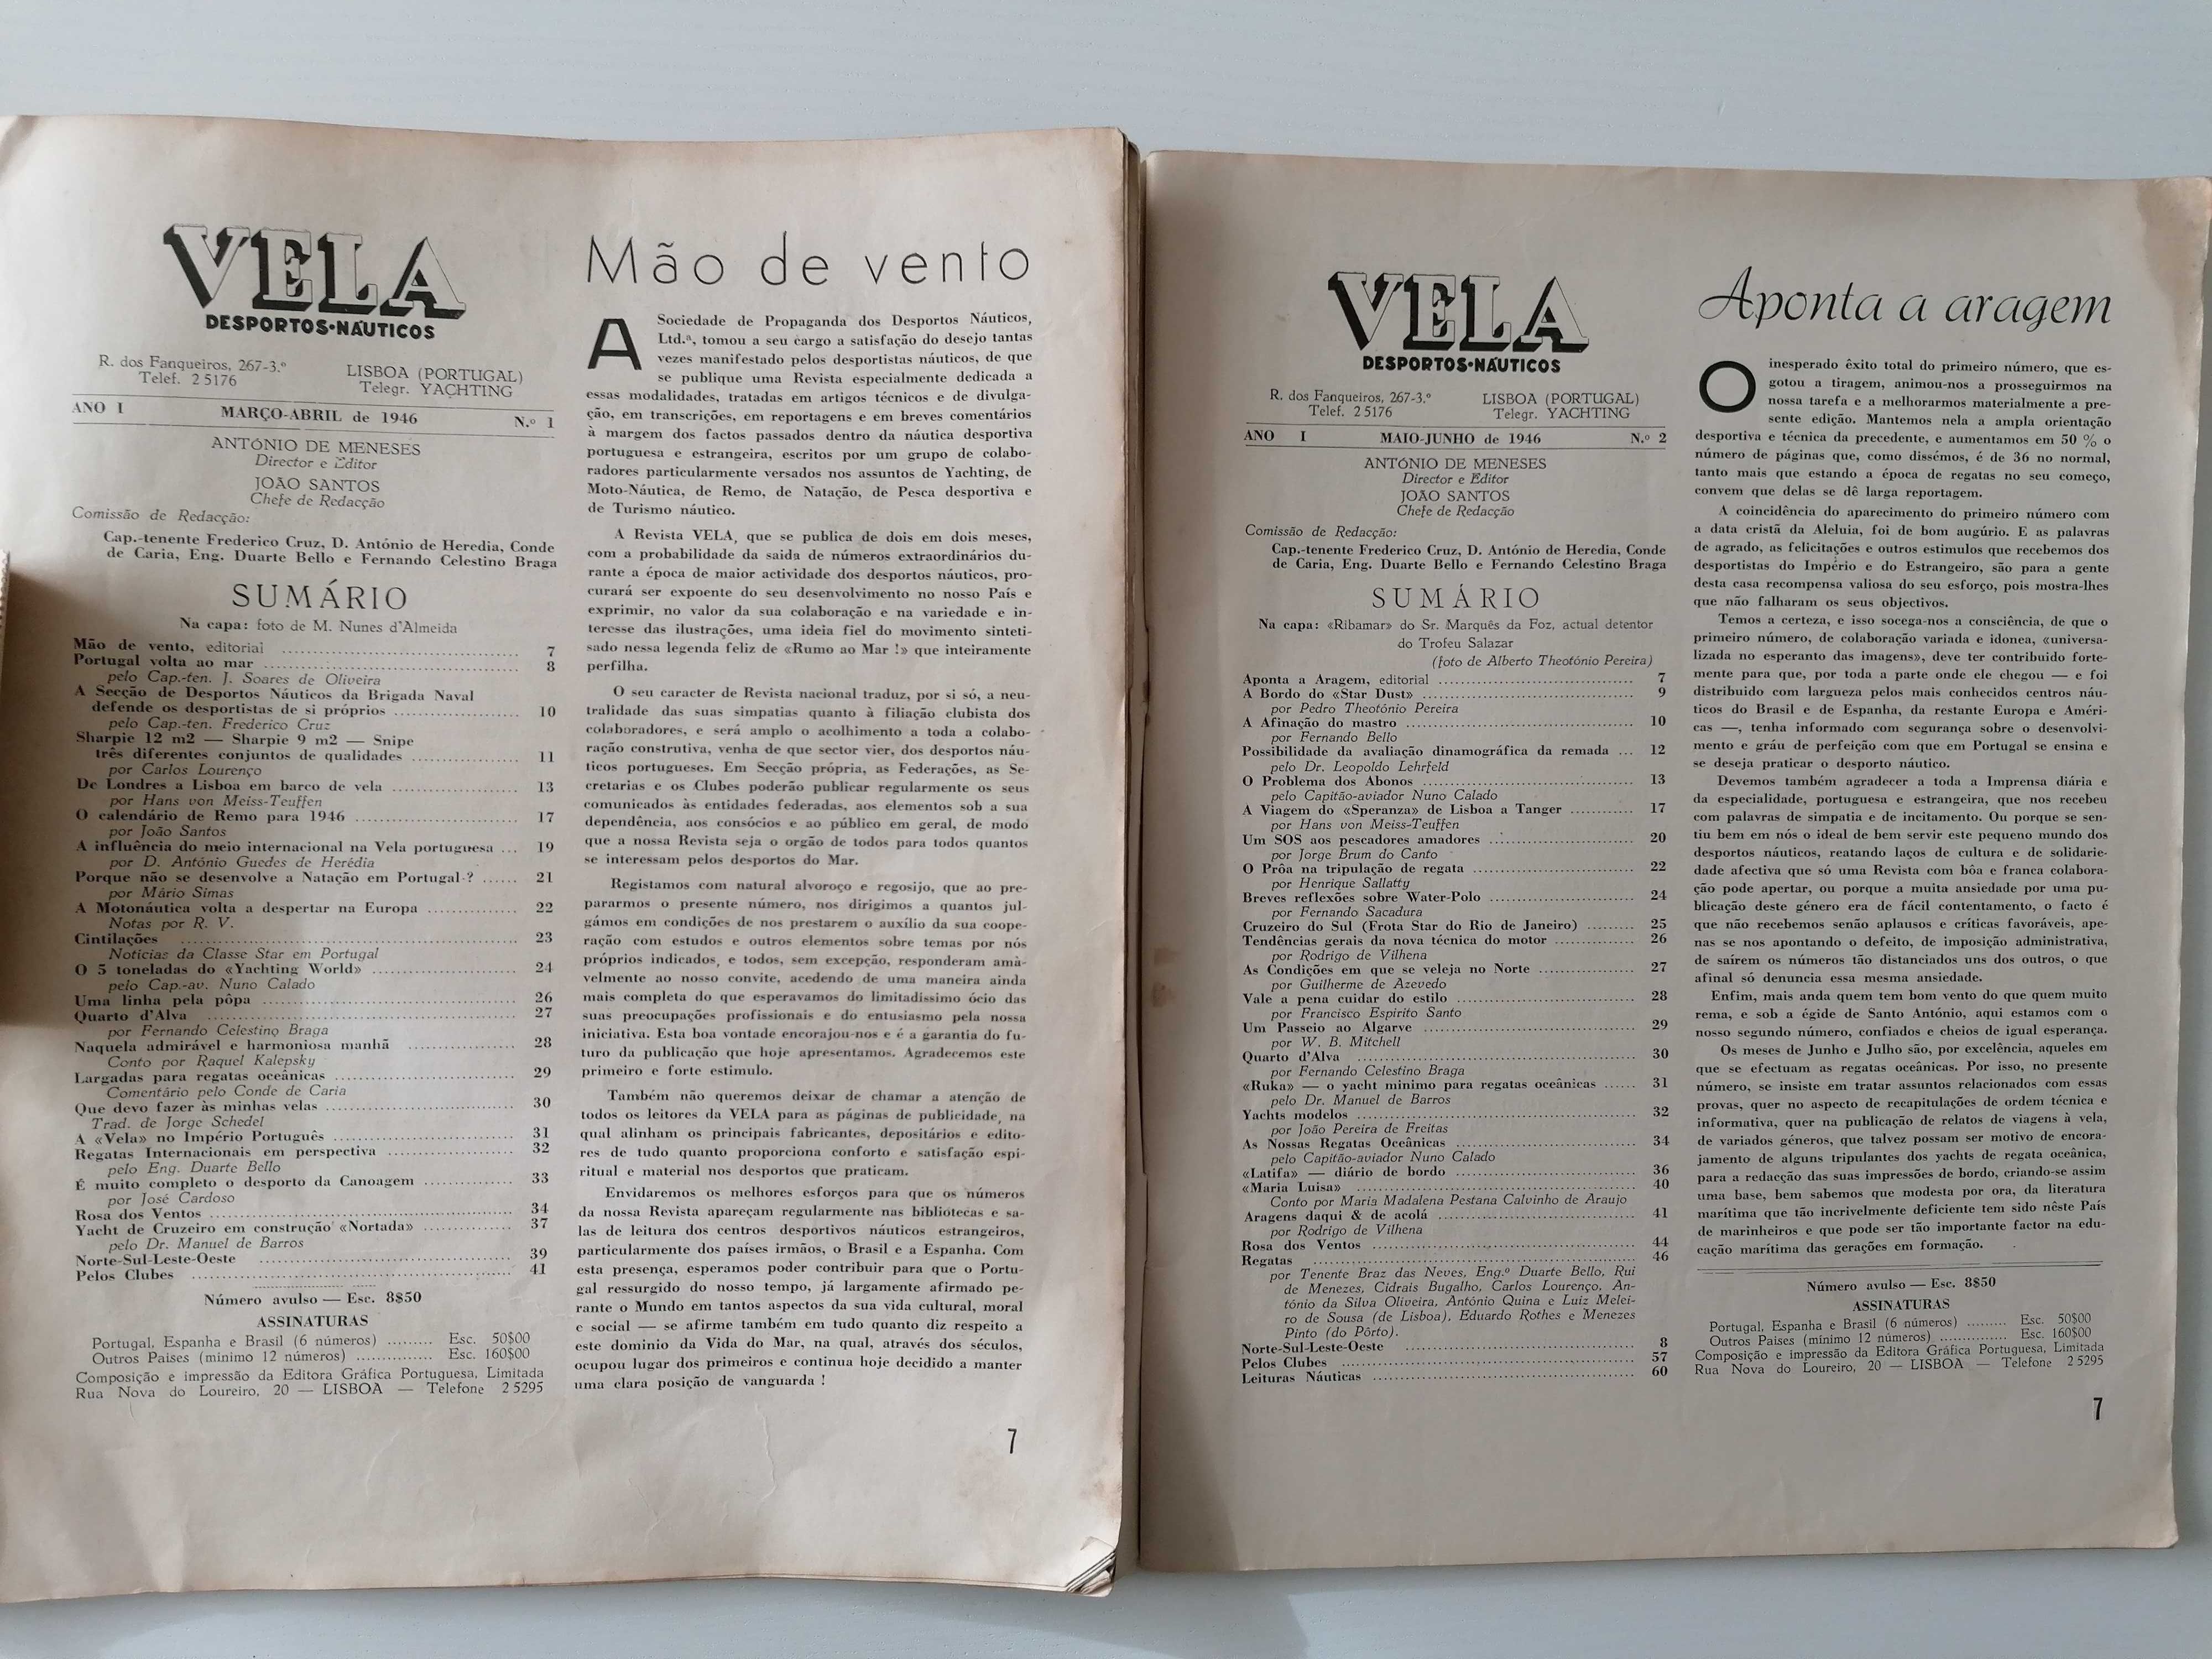 VELA
DESPORTOS•NÁUTICOS
R. dos Fanqueiros, 267-3.º
Telef. 2 5176
LISBOA (PORTUGAL)
Telegr. YACHTING
ANO I MARÇO-ABRIL de 1946 N.º 1
ANTÓNIO DE MENESES
Director e Editor
JOÃO SANTOS
Chefe de Redacção
Comissão de Redacção:
Cap.-tenente Frederico Cruz, D. António de Heredia, Conde
de Caria, Eng. Duarte Bello e Fernando Celestino Braga
SUMÁRIO
Na capa: foto de M. Nunes d'Almeida
Mão de vento, editorial ........ 7
Portugal volta ao mar ........ 8
pelo Cap.-ten. J. Soares de Oliveira
A Secção de Desportos Náuticos da Brigada Naval
defende os desportistas de si próprios ........ 10
pelo Cap.-ten. Frederico Cruz
Sharpie 12 m2 — Sharpie 9 m2 — Snipe
três diferentes conjuntos de qualidades ........ 11
por Carlos Lourenço
De Londres a Lisboa em barco de vela ........ 13
por Hans von Meiss-Teuffen
O calendário de Remo para 1946 ........ 17
por João Santos
A influência do meio internacional na Vela portuguesa ... 19
por D. António Guedes de Herédia
Porque não se desenvolve a Natação em Portugal ? ...... 21
por Mário Simas
A Motonáutica volta a despertar na Europa ........ 22
Notas por R. V.
Cintilações ........ 23
Notícias da Classe Star em Portugal
O 5 toneladas do «Yachting World» ........ 24
pelo Cap.-av. Nuno Calado
Uma linha pela pôpa ........ 26
Quarto d'Alva ........ 27
por Fernando Celestino Braga
Naquela admirável e harmoniosa manhã ........ 28
Conto por Raquel Kalepsky
Largadas para regatas oceânicas ........ 29
Comentário pelo Conde de Caria
Que devo fazer às minhas velas ........ 30
Trad. de Jorge Schedel
A «Vela» no Império Português ........ 31
Regatas Internacionais em perspectiva ........ 32
pelo Eng. Duarte Bello
É muito completo o desporto da Canoagem ........ 33
por José Cardoso
Rosa dos Ventos ........ 34
Yacht de Cruzeiro em construção «Nortada» ........ 37
pelo Dr. Manuel de Barros
Norte-Sul-Leste-Oeste ........ 39
Pelos Clubes ........ 41
Número avulso — Esc. 8$50
ASSINATURAS
Portugal, Espanha e Brasil (6 números) ......... Esc. 50$00
Outros Países (mínimo 12 números) .............. Esc. 160$00
Composição e impressão da Editora Gráfica Portuguesa, Limitada
Rua Nova do Loureiro, 20 — LISBOA — Telefone 2 5295
Mão de vento
A Sociedade de Propaganda dos Desportos Náuticos,
Ltd.ª, tomou a seu cargo a satisfação do desejo tantas
vezes manifestado pelos desportistas náuticos, de que
se publique uma Revista especialmente dedicada a
essas modalidades, tratadas em artigos técnicos e de divulga-
ção, em transcrições, em reportagens e em breves comentários
à margem dos factos passados dentro da náutica desportiva
portuguesa e estrangeira, escritos por um grupo de colabo-
radores particularmente versados nos assuntos de Yachting, de
Moto-Náutica, de Remo, de Natação, de Pesca desportiva e
de Turismo náutico.
A Revista VELA, que se publica de dois em dois meses,
com a probabilidade da saida de números extraordinários du-
rante a época de maior actividade dos desportos náuticos, pro-
curará ser expoente do seu desenvolvimento no nosso País e
exprimir, no valor da sua colaboração e na variedade e in-
teresse das ilustrações, uma ideia fiel do movimento sinteti-
sado nessa legenda feliz de «Rumo ao Mar !» que inteiramente
perfilha.
O seu caracter de Revista nacional traduz, por si só, a neu-
tralidade das suas simpatias quanto à filiação clubista dos
colaboradores, e será amplo o acolhimento a toda a colabo-
ração construtiva, venha de que sector vier, dos desportos náu-
ticos portugueses. Em Secção própria, as Federações, as Se-
cretarias e os Clubes poderão publicar regularmente os seus
comunicados às entidades federadas, aos elementos sob a sua
dependência, aos consócios e ao público em geral, de modo
que a nossa Revista seja o orgão de todos para todos quantos
se interessam pelos desportos do Mar.
Registamos com natural alvoroço e regosijo, que ao pre-
pararmos o presente número, nos dirigimos a quantos jul-
gámos em condições de nos prestarem o auxílio da sua coope-
ração com estudos e outros elementos sobre temas por nós
próprios indicados, e todos, sem excepção, responderam amà-
velmente ao nosso convite, acedendo de uma maneira ainda
mais completa do que esperavamos do limitadíssimo ócio das
suas preocupações profissionais e do entusiasmo pela nossa
iniciativa. Esta boa vontade encorajou-nos e é a garantia do fu-
turo da publicação que hoje apresentamos. Agradecemos este
primeiro e forte estimulo.
Também não queremos deixar de chamar a atenção de
todos os leitores da VELA para as páginas de publicidade, na
qual alinham os principais fabricantes, depositários e edito-
res de tudo quanto proporciona conforto e satisfação espi-
ritual e material nos desportos que praticam.
Envidaremos os melhores esforços para que os números
da nossa Revista apareçam regularmente nas bibliotecas e sa-
las de leitura dos centros desportivos náuticos estrangeiros,
particularmente dos países irmãos, o Brasil e a Espanha. Com
esta presença, esperamos poder contribuir para que o Portu-
gal ressurgido do nosso tempo, já largamente afirmado pe-
rante o Mundo em tantos aspectos da sua vida cultural, moral
e social — se afirme também em tudo quanto diz respeito a
este dominio da Vida do Mar, na qual, através dos séculos,
ocupou lugar dos primeiros e continua hoje decidido a manter
uma clara posição de vanguarda !
7
VELA
DESPORTOS•NÁUTICOS
R. dos Fanqueiros, 267-3.º
Telef. 2 5176
LISBOA (PORTUGAL)
Telegr. YACHTING
ANO I MAIO-JUNHO de 1946 N.º 2
ANTÓNIO DE MENESES
Director e Editor
JOÃO SANTOS
Chefe de Redacção
Comissão de Redacção:
Cap.-tenente Frederico Cruz, D. António de Heredia, Conde
de Caria, Eng. Duarte Bello e Fernando Celestino Braga
SUMÁRIO
Na capa: «Ribamar» do Sr. Marquês da Foz, actual detentor
do Trofeu Salazar
(foto de Alberto Theotónio Pereira)
Aponta a Aragem, editorial ........ 7
A Bordo do «Star Dust» ........ 9
por Pedro Theotónio Pereira
A Afinação do mastro ........ 10
por Fernando Bello
Possibilidade da avaliação dinamográfica da remada ... 12
pelo Dr. Leopoldo Lehrfeld
O Problema dos Abonos ........ 13
pelo Capitão-aviador Nuno Calado
A Viagem do «Speranza» de Lisboa a Tanger ........ 17
por Hans von Meiss-Teuffen
Um SOS aos pescadores amadores ........ 20
por Jorge Brum do Canto
O Prôa na tripulação de regata ........ 22
por Henrique Sallatty
Breves reflexões sobre Water-Polo ........ 24
por Fernando Sacadura
Cruzeiro do Sul (Frota Star do Rio de Janeiro) ........ 25
Tendências gerais da nova técnica do motor ........ 26
por Rodrigo de Vilhena
As Condições em que se veleja no Norte ........ 27
por Guilherme de Azevedo
Vale a pena cuidar do estilo ........ 28
por Francisco Espirito Santo
Um Passeio ao Algarve ........ 29
por W. B. Mitchell
Quarto d'Alva ........ 30
por Fernando Celestino Braga
«Ruka» — o yacht minimo para regatas oceânicas ...... 31
pelo Dr. Manuel de Barros
Yachts modelos ........ 32
por João Pereira de Freitas
As Nossas Regatas Oceânicas ........ 34
pelo Capitão-aviador Nuno Calado
«Latifa» — diário de bordo ........ 36
«Maria Luisa» ........ 40
Conto por Maria Madalena Pestana Calvinho de Araujo
Aragens daqui & de acolá ........ 41
por Rodrigo de Vilhena
Rosa dos Ventos ........ 44
Regatas ........ 46
por Tenente Braz das Neves, Eng.º Duarte Bello, Rui
de Menezes, Cidrais Bugalho, Carlos Lourenço, An-
tónio da Silva Oliveira, António Quina e Luiz Melei-
ro de Sousa (de Lisboa), Eduardo Rothes e Menezes
Pinto (do Pôrto).
Norte-Sul-Leste-Oeste ........ 8
Pelos Clubes ........ 57
Leituras Náuticas ........ 60
Aponta a aragem
O inesperado êxito total do primeiro número, que es-
gotou a tiragem, animou-nos a prosseguirmos na
nossa tarefa e a melhorarmos materialmente a pre-
sente edição. Mantemos nela a ampla orientação
desportiva e técnica da precedente, e aumentamos em 50 % o
número de páginas que, como dissémos, é de 36 no normal,
tanto mais que estando a época de regatas no seu começo,
convem que delas se dê larga reportagem.
A coincidência do aparecimento do primeiro número com
a data cristã da Aleluia, foi de bom augúrio. E as palavras
de agrado, as felicitações e outros estimulos que recebemos dos
desportistas do Império e do Estrangeiro, são para a gente
desta casa recompensa valiosa do seu esforço, pois mostra-lhes
que não falharam os seus objectivos.
Temos a certeza, e isso socega-nos a consciência, de que o
primeiro número, de colaboração variada e idonea, «universa-
lizada no esperanto das imagens», deve ter contribuido forte-
mente para que, por toda a parte onde ele chegou — e foi
distribuido com largueza pelos mais conhecidos centros náu-
ticos do Brasil e de Espanha, da restante Europa e Améri-
cas —, tenha informado com segurança sobre o desenvolvi-
mento e gráu de perfeição com que em Portugal se ensina e
se deseja praticar o desporto náutico.
Devemos também agradecer a toda a Imprensa diária e
da especialidade, portuguesa e estrangeira, que nos recebeu
com palavras de simpatia e de incitamento. Ou porque se sen-
tiu bem em nós o ideal de bem servir este pequeno mundo dos
desportos náuticos, reatando laços de cultura e de solidarie-
dade afectiva que só uma Revista com bôa e franca colabora-
ção pode apertar, ou porque a muita ansiedade por uma pu-
blicação deste género era de fácil contentamento, o facto é
que não recebemos senão aplausos e críticas favoráveis, ape-
nas se nos apontando o defeito, de imposição administrativa,
de saírem os números tão distanciados uns dos outros, o que
afinal só denuncia essa mesma ansiedade.
Enfim, mais anda quem tem bom vento do que quem muito
rema, e sob a égide de Santo António, aqui estamos com o
nosso segundo número, confiados e cheios de igual esperança.
Os meses de Junho e Julho são, por excelência, aqueles em
que se efectuam as regatas oceânicas. Por isso, no presente
número, se insiste em tratar assuntos relacionados com essas
provas, quer no aspecto de recapitulações de ordem técnica e
informativa, quer na publicação de relatos de viagens à vela,
de variados géneros, que talvez possam ser motivo de encora-
jamento de alguns tripulantes dos yachts de regata oceânica,
para a redacção das suas impressões de bordo, criando-se assim
uma base, bem sabemos que modesta por ora, da literatura
marítima que tão incrivelmente deficiente tem sido nêste País
de marinheiros e que pode ser tão importante factor na edu-
cação marítima das gerações em formação.
Número avulso — Esc. 8$50
ASSINATURAS
Portugal, Espanha e Brasil (6 números) ......... Esc. 50$00
Outros Países (mínimo 12 números) ............... Esc. 160$00
Composição e impressão da Editora Gráfica Portuguesa, Limitada
Rua Nova do Loureiro, 20 — LISBOA — Telefone 2 5295
7